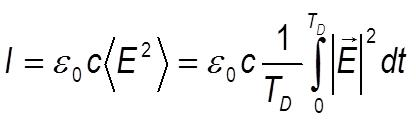 I = ε₀c⟨E²⟩ = ε₀c 1/T_D ∫₀^{T_D} |E⃗|² dt